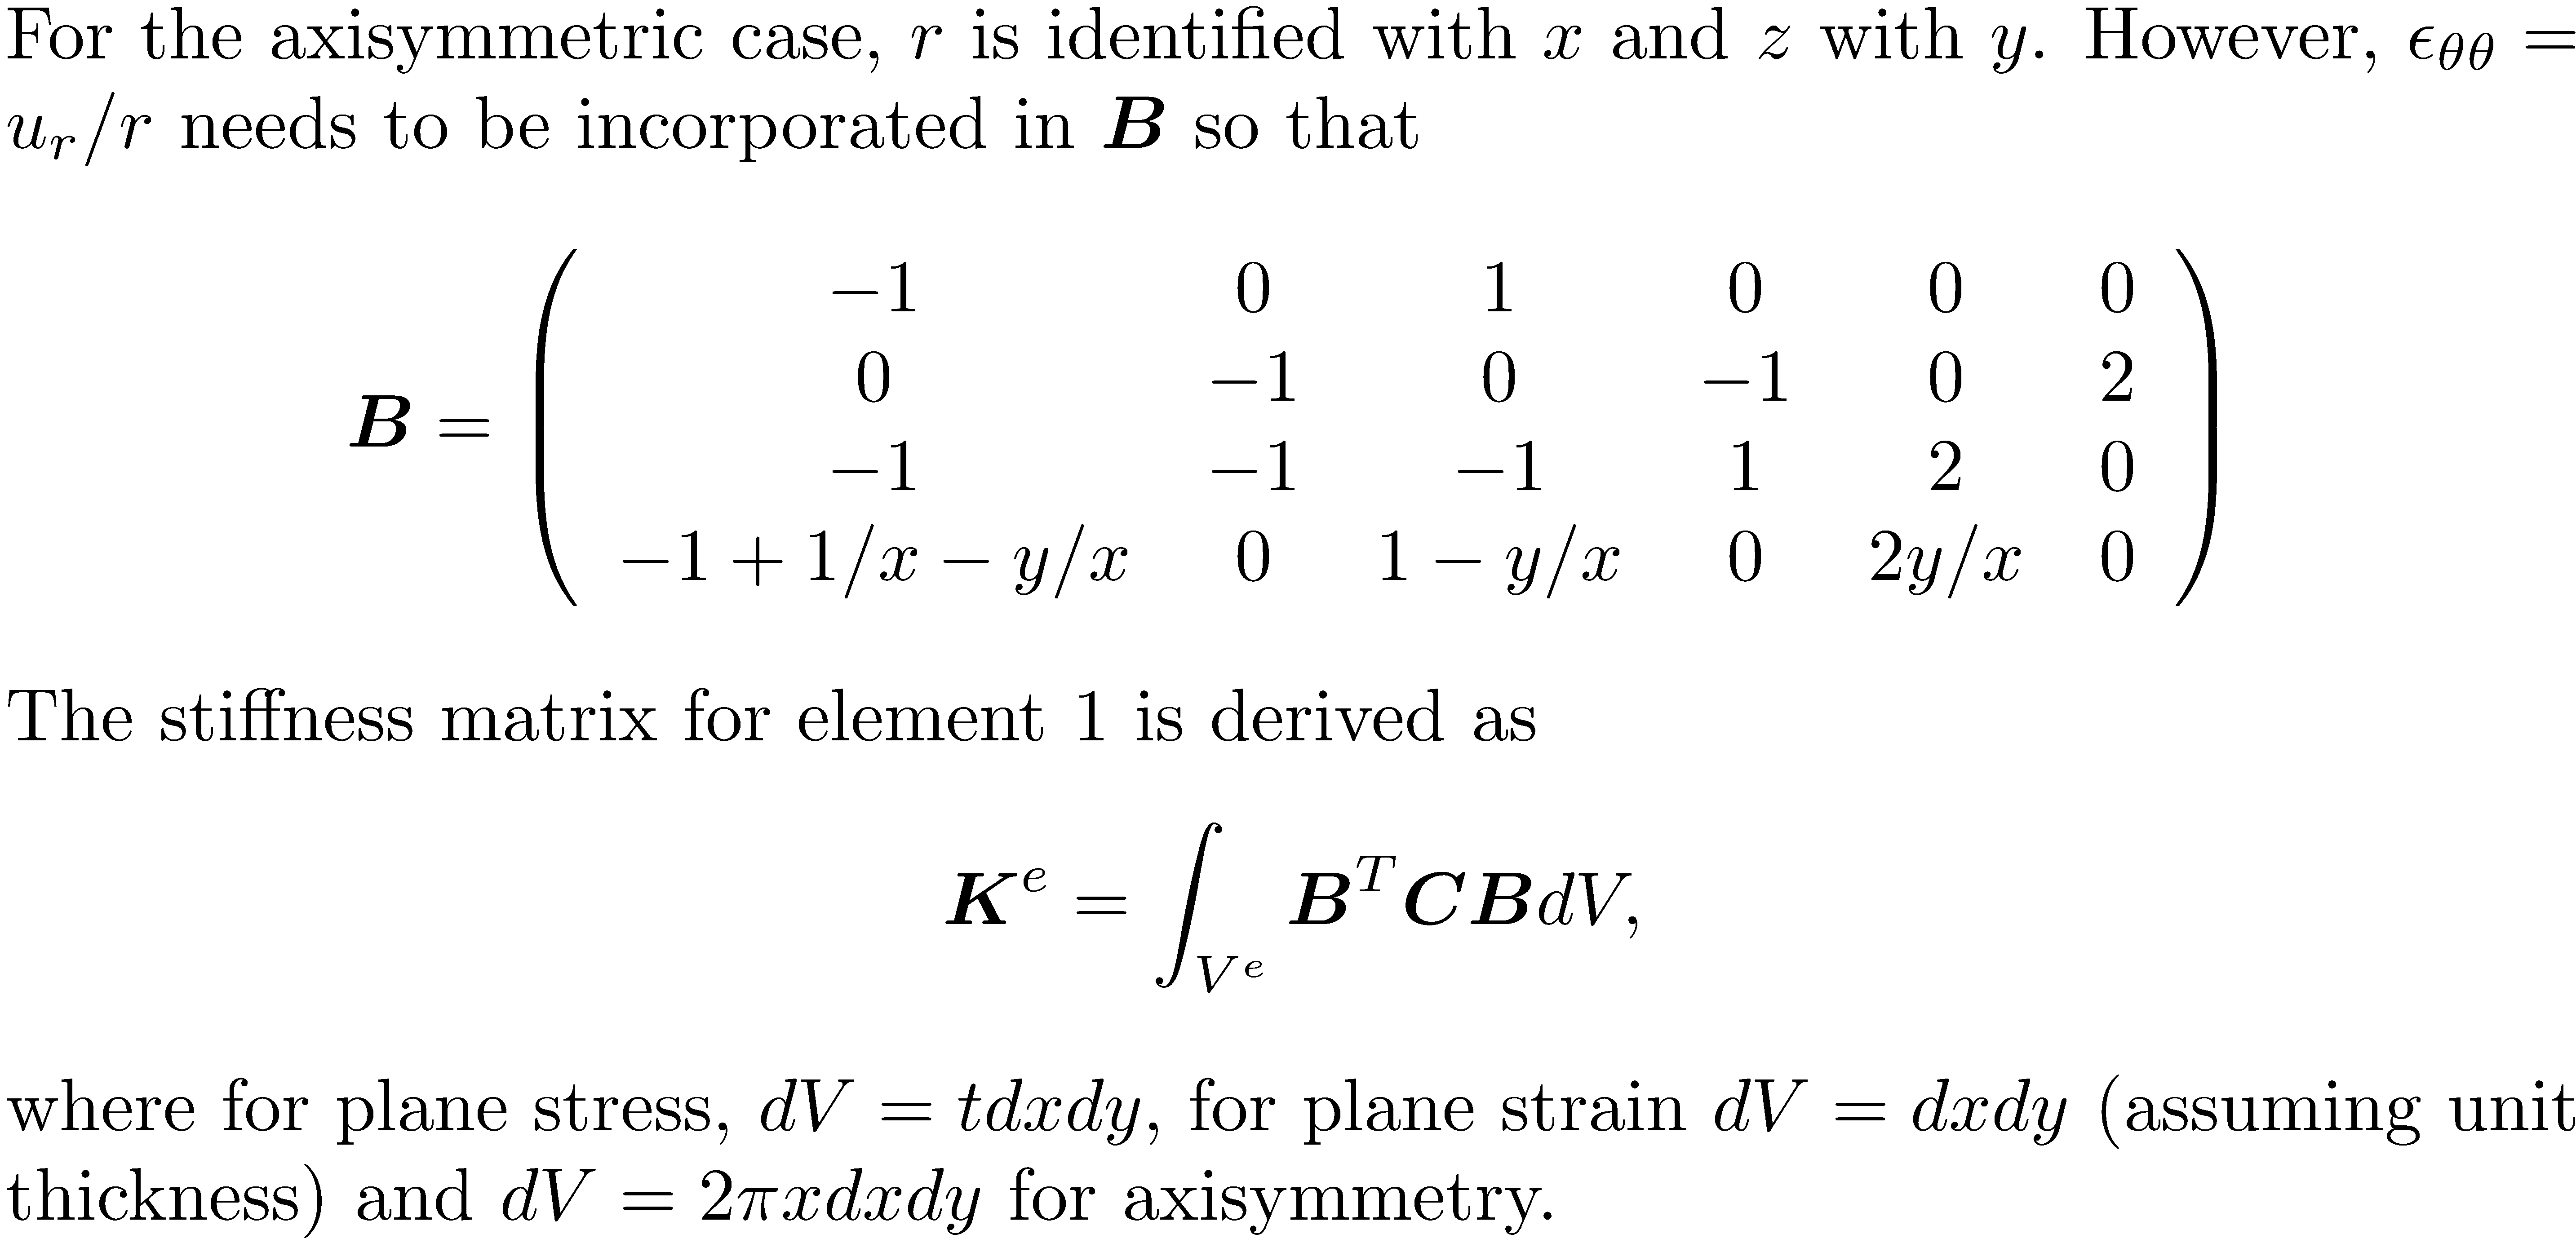 For the axisymmetric case, r is identified with x and z with y. However, ϵ_{θθ} =
u_r/r needs to be incorporated in B so that
B = ( −1 0 1 0 0 0
0 −1 0 −1 0 2
−1 −1 −1 1 2 0
−1 + 1/x − y/x 0 1 − y/x 0 2y/x 0 )
The stiffness matrix for element 1 is derived as
K^e = ∫_{V^e} B^T CBdV,
where for plane stress, dV = tdxdy, for plane strain dV = dxdy (assuming unit
thickness) and dV = 2πxdxdy for axisymmetry.